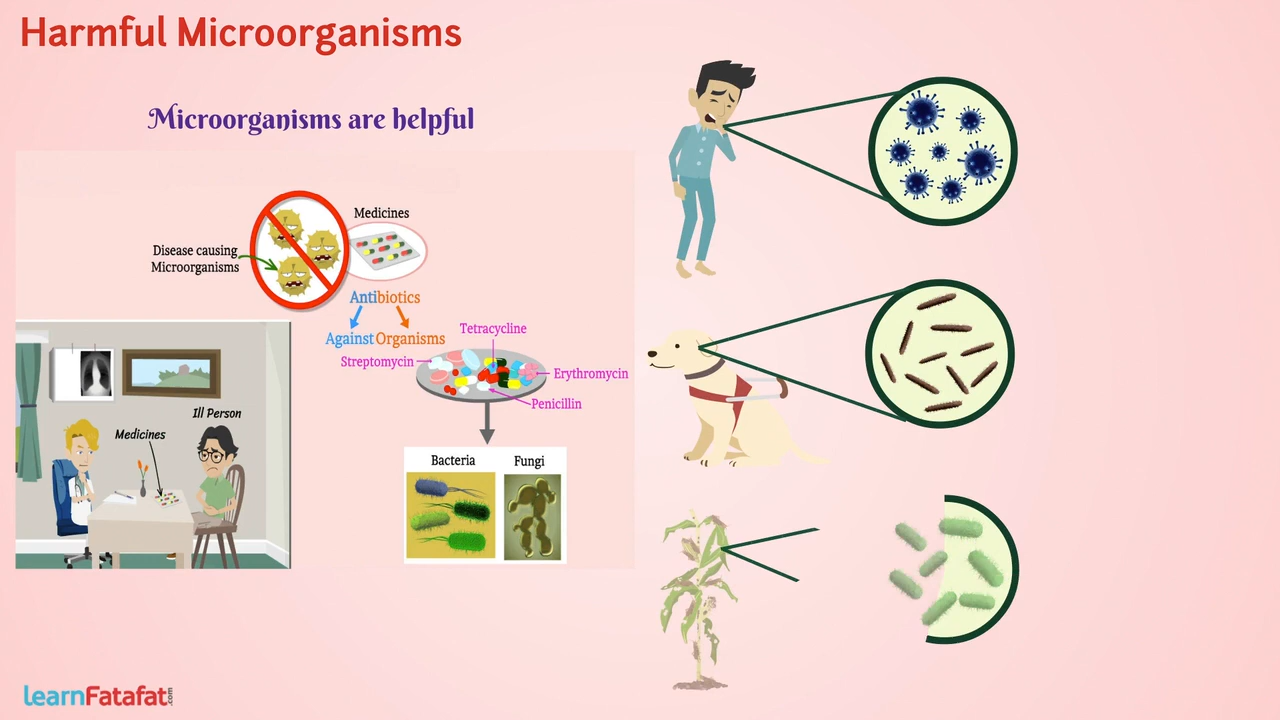 Harmful Microorganisms
Microorganisms are helpful
Medicines
Disease causing
Microorganisms
Antibiotics
Against Organisms
Tetracycline
Streptomycin
Erythromycin
Penicillin
Ill Person
Medicines
Bacteria
Fungi
learnFatafat.com